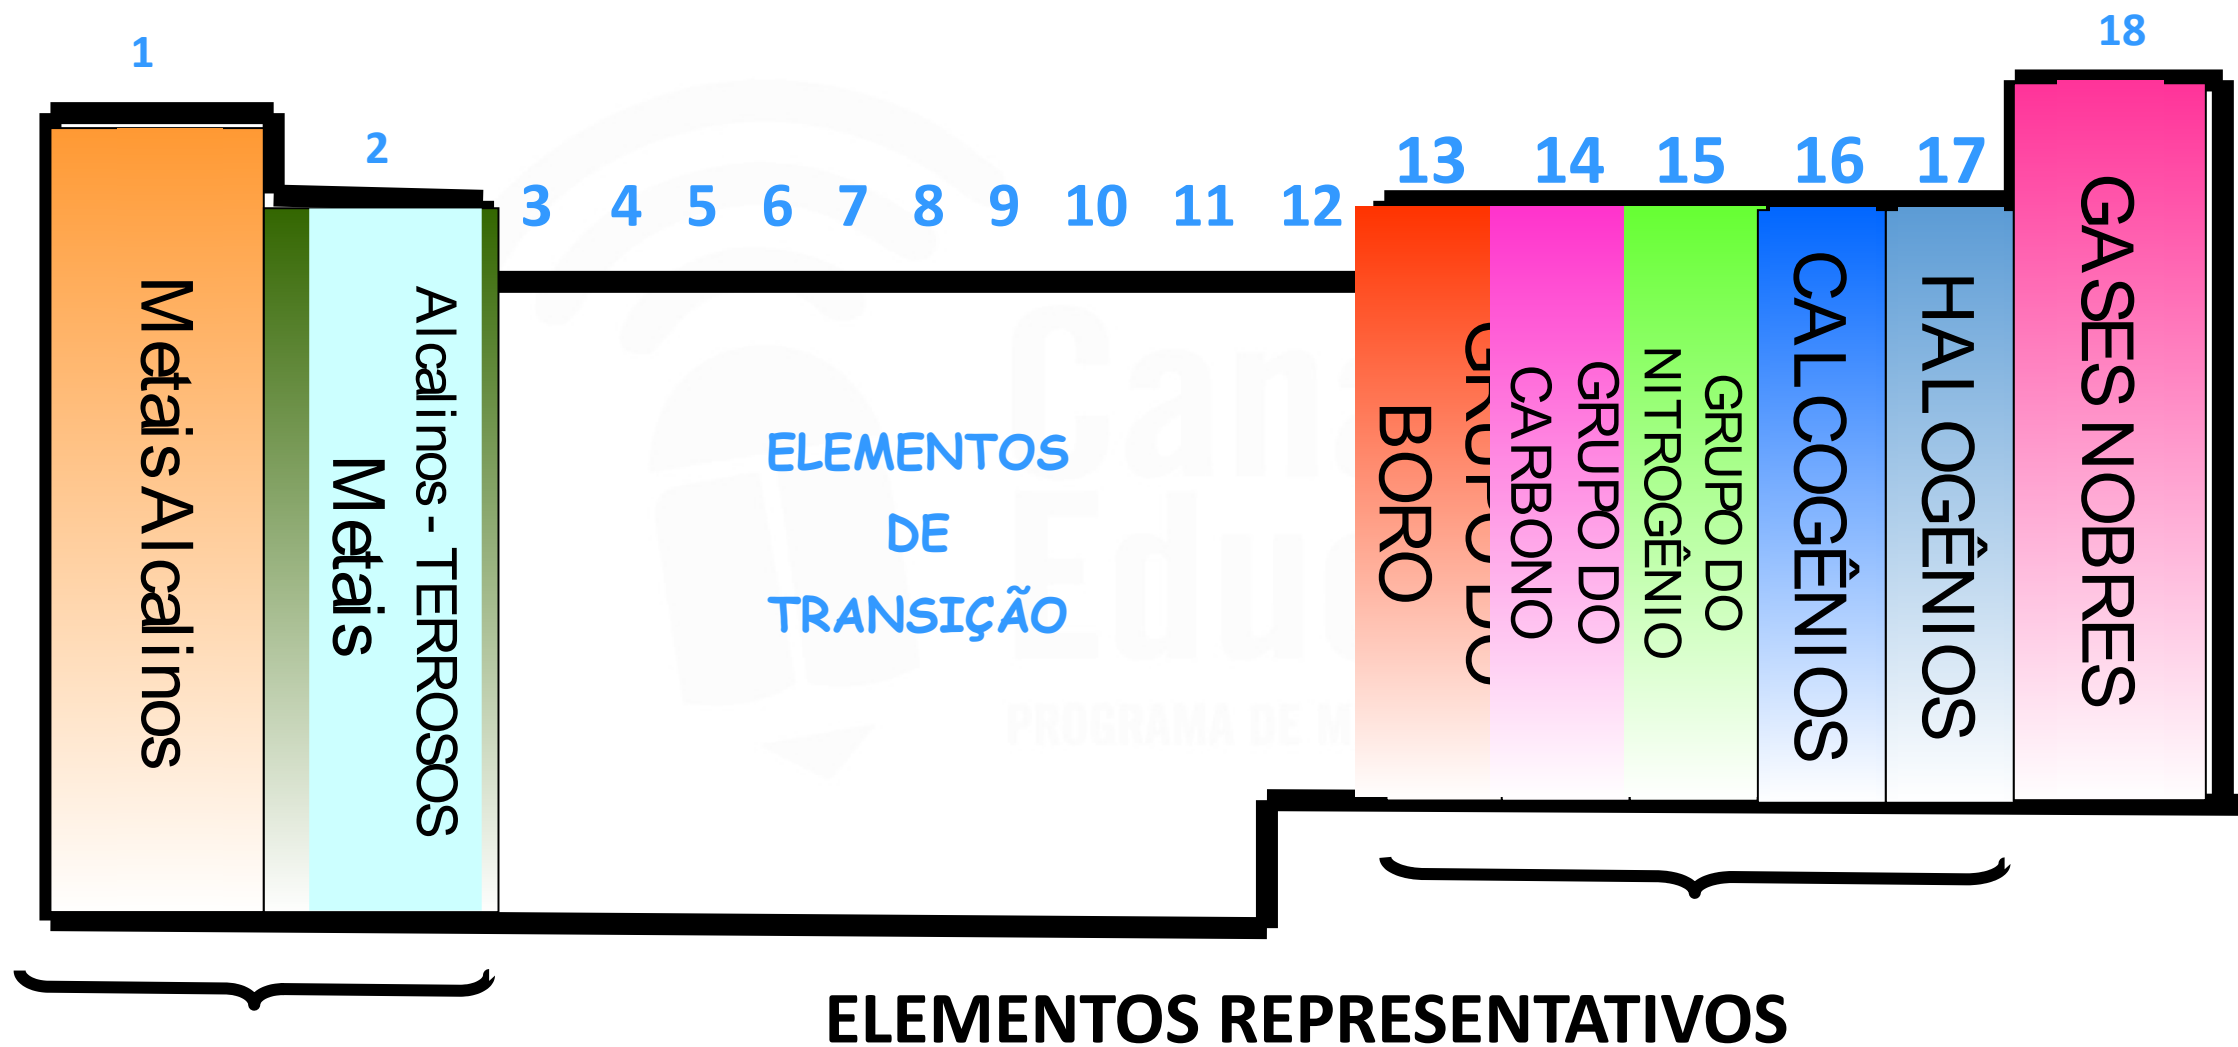 1
2
3 4 5 6 7 8 9 10 11 12
13 14 15 16 17
18
Metais Alcalinos
Metais
Alcalinos - TERROSOS
ELEMENTOS
DE
TRANSIÇÃO
GRUPO DO
BORO
GRUPO DO
CARBONO
GRUPO DO
NITROGÊNIO
CALCOGÊNIOS
HALOGÊNIOS
GASES NOBRES
PROGRAMA DE M
ELEMENTOS REPRESENTATIVOS